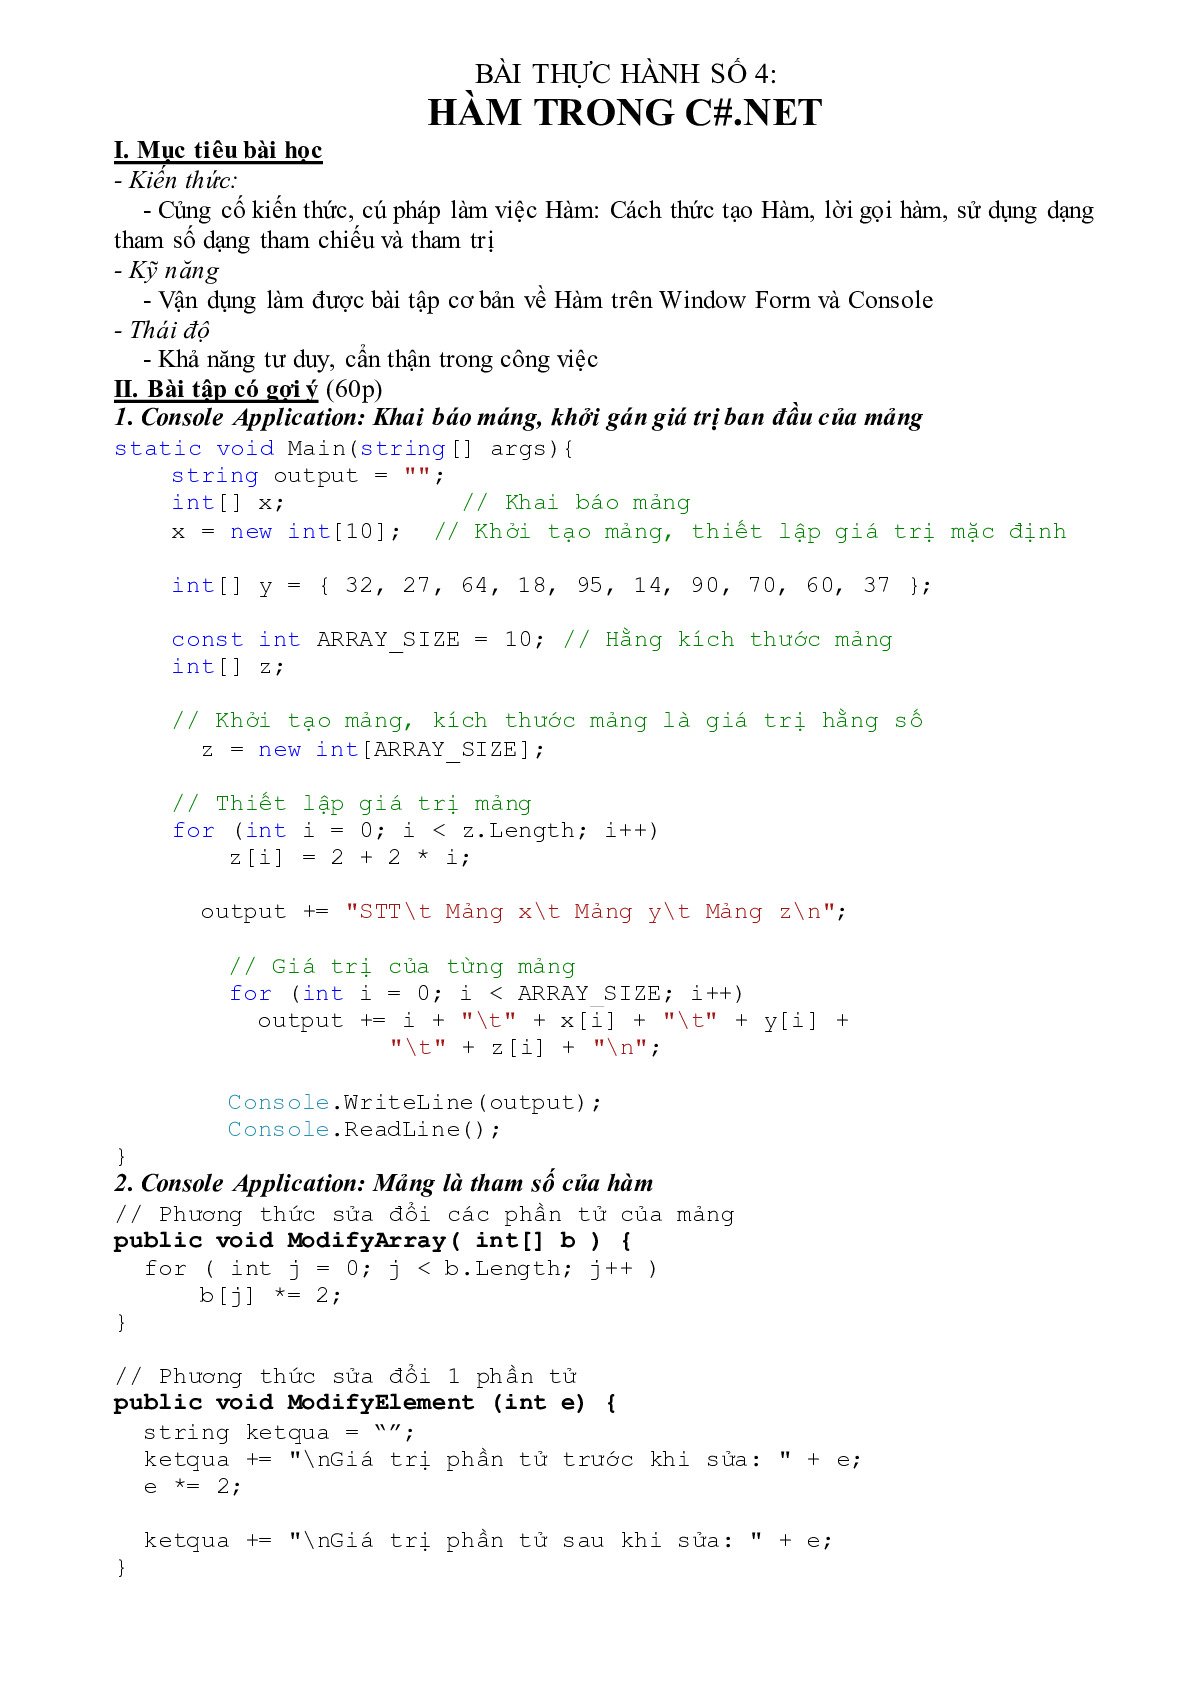 BÀI THỰC HÀNH SỐ 4:
HÀM TRONG C#.NET
I. Mục tiêu bài học
- Kiến thức:
- Củng cố kiến thức, cú pháp làm việc Hàm: Cách thức tạo Hàm, lời gọi hàm, sử dụng dạng
tham số dạng tham chiếu và tham trị
- Kỹ năng
- Vận dụng làm được bài tập cơ bản về Hàm trên Window Form và Console
- Thái độ
- Khả năng tư duy, cẩn thận trong công việc
II. Bài tập có gợi ý (60p)
1. Console Application: Khai báo máng, khởi gán giá trị ban đầu của mảng
static void Main(string[] args){
string output = "";
int[] x; // Khai báo mảng
x = new int[10]; // Khởi tạo mảng, thiết lập giá trị mặc định
int[] y = { 32, 27, 64, 18, 95, 14, 90, 70, 60, 37 };
const int ARRAY_SIZE = 10; // Hằng kích thước mảng
int[] z;
// Khởi tạo mảng, kích thước mảng là giá trị hằng số
z = new int[ARRAY_SIZE];
// Thiết lập giá trị mảng
for (int i = 0; i < z.Length; i++)
z[i] = 2 + 2 * i;
output += "STT\t Mảng x\t Mảng y\t Mảng z\n";
// Giá trị của từng mảng
for (int i = 0; i < ARRAY_SIZE; i++)
output += i + "\t" + x[i] + "\t" + y[i] +
"\t" + z[i] + "\n";
Console.WriteLine(output);
Console.ReadLine();
}
2. Console Application: Mảng là tham số của hàm
// Phương thức sửa đổi các phần tử của mảng
public void ModifyArray( int[] b ) {
for ( int j = 0; j < b.Length; j++ )
b[j] *= 2;
}
// Phương thức sửa đổi 1 phần tử
public void ModifyElement (int e) {
string ketqua = “”;
ketqua += "\nGiá trị phần tử trước khi sửa: " + e;
e *= 2;
ketqua += "\nGiá trị phần tử sau khi sửa: " + e;
}